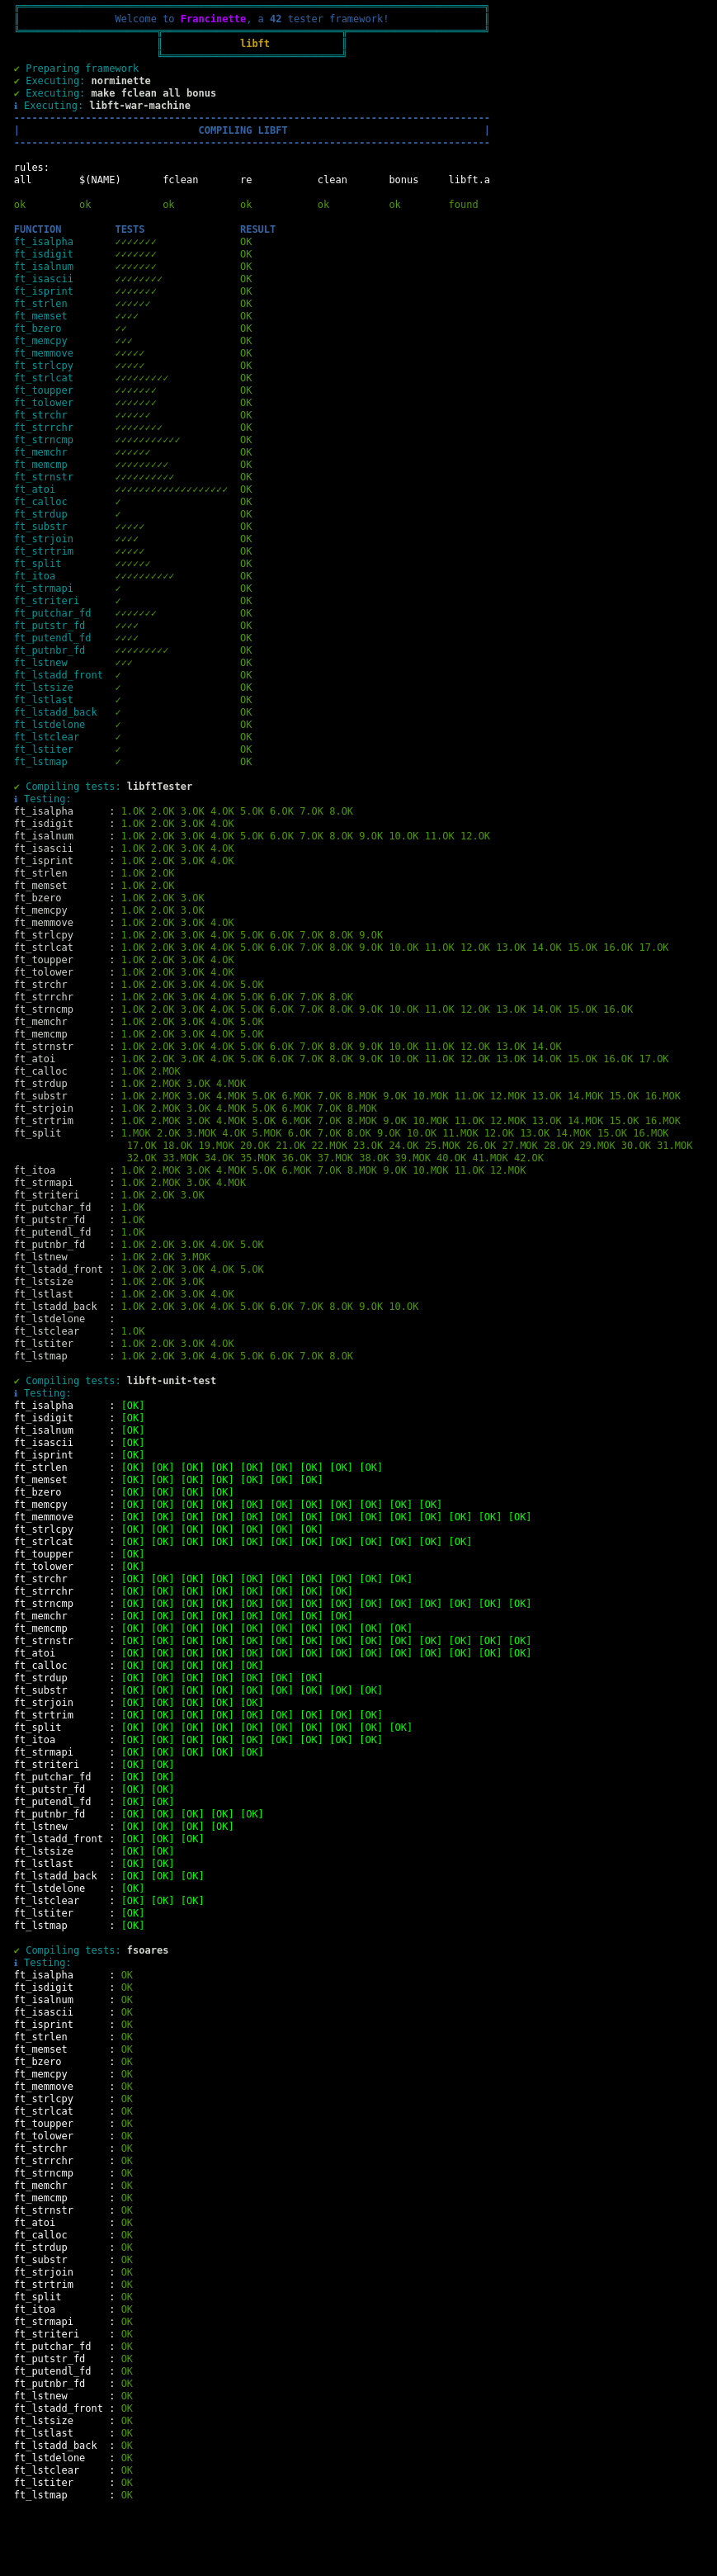 Welcome to Francinette, a 42 tester framework!
libft
✔ Preparing framework
✔ Executing: norminette
✔ Executing: make fclean all bonus
ℹ Executing: libft-war-machine
--------------------------------------------------------------------------------
| COMPILING LIBFT |
--------------------------------------------------------------------------------
rules:
all $(NAME) fclean re clean bonus libft.a
ok ok ok ok ok ok found
FUNCTION TESTS RESULT
ft_isalpha ✓✓✓✓✓✓✓ OK
ft_isdigit ✓✓✓✓✓✓✓ OK
ft_isalnum ✓✓✓✓✓✓✓ OK
ft_isascii ✓✓✓✓✓✓✓✓ OK
ft_isprint ✓✓✓✓✓✓✓ OK
ft_strlen ✓✓✓✓✓✓ OK
ft_memset ✓✓✓✓ OK
ft_bzero ✓✓ OK
ft_memcpy ✓✓✓ OK
ft_memmove ✓✓✓✓✓ OK
ft_strlcpy ✓✓✓✓✓ OK
ft_strlcat ✓✓✓✓✓✓✓✓✓ OK
ft_toupper ✓✓✓✓✓✓✓ OK
ft_tolower ✓✓✓✓✓✓✓ OK
ft_strchr ✓✓✓✓✓✓ OK
ft_strrchr ✓✓✓✓✓✓✓✓ OK
ft_strncmp ✓✓✓✓✓✓✓✓✓✓✓ OK
ft_memchr ✓✓✓✓✓✓ OK
ft_memcmp ✓✓✓✓✓✓✓✓✓ OK
ft_strnstr ✓✓✓✓✓✓✓✓✓✓ OK
ft_atoi ✓✓✓✓✓✓✓✓✓✓✓✓✓✓✓✓✓✓✓ OK
ft_calloc ✓ OK
ft_strdup ✓ OK
ft_substr ✓✓✓✓✓ OK
ft_strjoin ✓✓✓✓ OK
ft_strtrim ✓✓✓✓✓ OK
ft_split ✓✓✓✓✓✓ OK
ft_itoa ✓✓✓✓✓✓✓✓✓✓ OK
ft_strmapi ✓ OK
ft_striteri ✓ OK
ft_putchar_fd ✓✓✓✓✓✓✓ OK
ft_putstr_fd ✓✓✓✓ OK
ft_putendl_fd ✓✓✓✓ OK
ft_putnbr_fd ✓✓✓✓✓✓✓✓✓ OK
ft_lstnew ✓✓✓ OK
ft_lstadd_front ✓ OK
ft_lstsize ✓ OK
ft_lstlast ✓ OK
ft_lstadd_back ✓ OK
ft_lstdelone ✓ OK
ft_lstclear ✓ OK
ft_lstiter ✓ OK
ft_lstmap ✓ OK
✔ Compiling tests: libftTester
ℹ Testing:
ft_isalpha : 1.OK 2.OK 3.OK 4.OK 5.OK 6.OK 7.OK 8.OK
ft_isdigit : 1.OK 2.OK 3.OK 4.OK
ft_isalnum : 1.OK 2.OK 3.OK 4.OK 5.OK 6.OK 7.OK 8.OK 9.OK 10.OK 11.OK 12.OK
ft_isascii : 1.OK 2.OK 3.OK 4.OK
ft_isprint : 1.OK 2.OK 3.OK 4.OK
ft_strlen : 1.OK 2.OK
ft_memset : 1.OK 2.OK
ft_bzero : 1.OK 2.OK 3.OK
ft_memcpy : 1.OK 2.OK 3.OK
ft_memmove : 1.OK 2.OK 3.OK 4.OK
ft_strlcpy : 1.OK 2.OK 3.OK 4.OK 5.OK 6.OK 7.OK 8.OK 9.OK
ft_strlcat : 1.OK 2.OK 3.OK 4.OK 5.OK 6.OK 7.OK 8.OK 9.OK 10.OK 11.OK 12.OK 13.OK 14.OK 15.OK 16.OK 17.OK
ft_toupper : 1.OK 2.OK 3.OK 4.OK
ft_tolower : 1.OK 2.OK 3.OK 4.OK
ft_strchr : 1.OK 2.OK 3.OK 4.OK 5.OK
ft_strrchr : 1.OK 2.OK 3.OK 4.OK 5.OK 6.OK 7.OK 8.OK
ft_strncmp : 1.OK 2.OK 3.OK 4.OK 5.OK 6.OK 7.OK 8.OK 9.OK 10.OK 11.OK 12.OK 13.OK 14.OK 15.OK 16.OK
ft_memchr : 1.OK 2.OK 3.OK 4.OK 5.OK
ft_memcmp : 1.OK 2.OK 3.OK 4.OK 5.OK
ft_strnstr : 1.OK 2.OK 3.OK 4.OK 5.OK 6.OK 7.OK 8.OK 9.OK 10.OK 11.OK 12.OK 13.OK 14.OK
ft_atoi : 1.OK 2.OK 3.OK 4.OK 5.OK 6.OK 7.OK 8.OK 9.OK 10.OK 11.OK 12.OK 13.OK 14.OK 15.OK 16.OK 17.OK
ft_calloc : 1.OK 2.MOK
ft_strdup : 1.OK 2.MOK 3.OK 4.MOK
ft_substr : 1.OK 2.MOK 3.OK 4.MOK 5.OK 6.MOK 7.OK 8.MOK 9.OK 10.MOK 11.OK 12.MOK 13.OK 14.MOK 15.OK 16.MOK
ft_strjoin : 1.OK 2.MOK 3.OK 4.MOK 5.OK 6.MOK 7.OK 8.MOK
ft_strtrim : 1.OK 2.MOK 3.OK 4.MOK 5.OK 6.MOK 7.OK 8.MOK 9.OK 10.MOK 11.OK 12.MOK 13.OK 14.MOK 15.OK 16.MOK
ft_split : 1.MOK 2.OK 3.MOK 4.OK 5.MOK 6.OK 7.OK 8.OK 9.OK 10.OK 11.MOK 12.OK 13.OK 14.MOK 15.OK 16.MOK
17.OK 18.OK 19.MOK 20.OK 21.OK 22.MOK 23.OK 24.OK 25.MOK 26.OK 27.MOK 28.OK 29.MOK 30.OK 31.MOK
32.OK 33.MOK 34.OK 35.MOK 36.OK 37.MOK 38.OK 39.MOK 40.OK 41.MOK 42.OK
ft_itoa : 1.OK 2.MOK 3.OK 4.MOK 5.OK 6.MOK 7.OK 8.MOK 9.OK 10.MOK 11.OK 12.MOK
ft_strmapi : 1.OK 2.MOK 3.OK 4.MOK
ft_striteri : 1.OK 2.OK 3.OK
ft_putchar_fd : 1.OK
ft_putstr_fd : 1.OK
ft_putendl_fd : 1.OK
ft_putnbr_fd : 1.OK 2.OK 3.OK 4.OK 5.OK
ft_lstnew : 1.OK 2.OK 3.MOK
ft_lstadd_front : 1.OK 2.OK 3.OK 4.OK 5.OK
ft_lstsize : 1.OK 2.OK 3.OK
ft_lstlast : 1.OK 2.OK 3.OK 4.OK
ft_lstadd_back : 1.OK 2.OK 3.OK 4.OK 5.OK 6.OK 7.OK 8.OK 9.OK 10.OK
ft_lstdelone :
ft_lstclear : 1.OK
ft_lstiter : 1.OK 2.OK 3.OK 4.OK
ft_lstmap : 1.OK 2.OK 3.OK 4.OK 5.OK 6.OK 7.OK 8.OK
✔ Compiling tests: libft-unit-test
ℹ Testing:
ft_isalpha : [OK]
ft_isdigit : [OK]
ft_isalnum : [OK]
ft_isascii : [OK]
ft_isprint : [OK]
ft_strlen : [OK] [OK] [OK] [OK] [OK] [OK] [OK] [OK] [OK]
ft_memset : [OK] [OK] [OK] [OK] [OK] [OK] [OK]
ft_bzero : [OK] [OK] [OK] [OK]
ft_memcpy : [OK] [OK] [OK] [OK] [OK] [OK] [OK] [OK] [OK] [OK] [OK]
ft_memmove : [OK] [OK] [OK] [OK] [OK] [OK] [OK] [OK] [OK] [OK] [OK] [OK] [OK] [OK]
ft_strlcpy : [OK] [OK] [OK] [OK] [OK] [OK] [OK]
ft_strlcat : [OK] [OK] [OK] [OK] [OK] [OK] [OK] [OK] [OK] [OK] [OK] [OK]
ft_toupper : [OK]
ft_tolower : [OK]
ft_strchr : [OK] [OK] [OK] [OK] [OK] [OK] [OK] [OK] [OK] [OK]
ft_strrchr : [OK] [OK] [OK] [OK] [OK] [OK] [OK] [OK]
ft_strncmp : [OK] [OK] [OK] [OK] [OK] [OK] [OK] [OK] [OK] [OK] [OK] [OK] [OK] [OK]
ft_memchr : [OK] [OK] [OK] [OK] [OK] [OK] [OK] [OK]
ft_memcmp : [OK] [OK] [OK] [OK] [OK] [OK] [OK] [OK] [OK] [OK]
ft_strnstr : [OK] [OK] [OK] [OK] [OK] [OK] [OK] [OK] [OK] [OK] [OK] [OK] [OK] [OK]
ft_atoi : [OK] [OK] [OK] [OK] [OK] [OK] [OK] [OK] [OK] [OK] [OK] [OK] [OK] [OK]
ft_calloc : [OK] [OK] [OK] [OK] [OK]
ft_strdup : [OK] [OK] [OK] [OK] [OK] [OK] [OK]
ft_substr : [OK] [OK] [OK] [OK] [OK] [OK] [OK] [OK] [OK]
ft_strjoin : [OK] [OK] [OK] [OK] [OK]
ft_strtrim : [OK] [OK] [OK] [OK] [OK] [OK] [OK] [OK] [OK]
ft_split : [OK] [OK] [OK] [OK] [OK] [OK] [OK] [OK] [OK] [OK]
ft_itoa : [OK] [OK] [OK] [OK] [OK] [OK] [OK] [OK] [OK]
ft_strmapi : [OK] [OK] [OK] [OK] [OK]
ft_striteri : [OK] [OK]
ft_putchar_fd : [OK] [OK]
ft_putstr_fd : [OK] [OK]
ft_putendl_fd : [OK] [OK]
ft_putnbr_fd : [OK] [OK] [OK] [OK] [OK]
ft_lstnew : [OK] [OK] [OK] [OK]
ft_lstadd_front : [OK] [OK] [OK]
ft_lstsize : [OK] [OK]
ft_lstlast : [OK] [OK]
ft_lstadd_back : [OK] [OK] [OK]
ft_lstdelone : [OK]
ft_lstclear : [OK] [OK] [OK]
ft_lstiter : [OK]
ft_lstmap : [OK]
✔ Compiling tests: fsoares
ℹ Testing:
ft_isalpha : OK
ft_isdigit : OK
ft_isalnum : OK
ft_isascii : OK
ft_isprint : OK
ft_strlen : OK
ft_memset : OK
ft_bzero : OK
ft_memcpy : OK
ft_memmove : OK
ft_strlcpy : OK
ft_strlcat : OK
ft_toupper : OK
ft_tolower : OK
ft_strchr : OK
ft_strrchr : OK
ft_strncmp : OK
ft_memchr : OK
ft_memcmp : OK
ft_strnstr : OK
ft_atoi : OK
ft_calloc : OK
ft_strdup : OK
ft_substr : OK
ft_strjoin : OK
ft_strtrim : OK
ft_split : OK
ft_itoa : OK
ft_strmapi : OK
ft_striteri : OK
ft_putchar_fd : OK
ft_putstr_fd : OK
ft_putendl_fd : OK
ft_putnbr_fd : OK
ft_lstnew : OK
ft_lstadd_front : OK
ft_lstsize : OK
ft_lstlast : OK
ft_lstadd_back : OK
ft_lstdelone : OK
ft_lstclear : OK
ft_lstiter : OK
ft_lstmap : OK